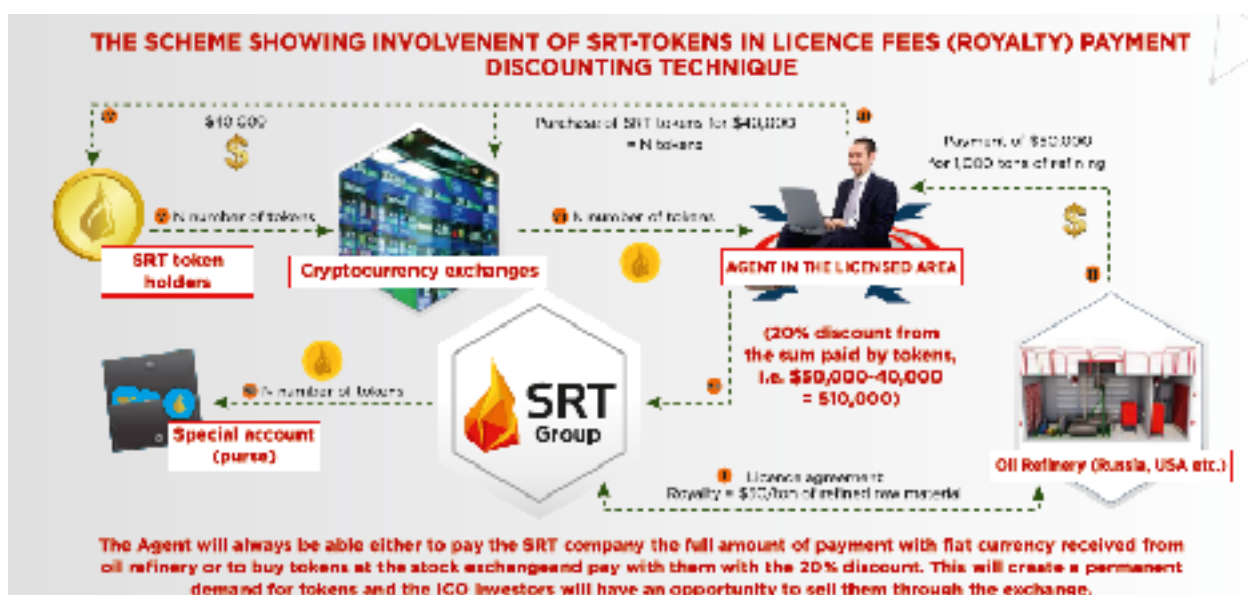 THE SCHEME SHOWING INVOLVENENT OF SRT-TOKENS IN LICENCE FEES (ROYALTY) PAYMENT
DISCOUNTING TECHNIQUE
$40,000
Purchase of SRT tokens for $40,000
= N tokens
Payment of $50,000
for 1,000 tons of refining
N number of tokens
N number of tokens
SRT token
holders
Cryptocurrency exchanges
AGENT IN THE LICENSED AREA
(20% discount from
the sum paid by tokens,
i.e. $50,000-40,000
= $10,000)
N number of tokens
SRT
Group
Special account
(purse)
Oil Refinery (Russia, USA etc.)
Licence agreement
Royalty = $50/ton of refined raw material
The Agent will always be able either to pay the SRT company the full amount of payment with fiat currency received from
oil refinery or to buy tokens at the stock exchangeand pay with them with the 20% discount. This will create a permanent
demand for tokens and the ICO investors will have an opportunity to sell them through the exchange.